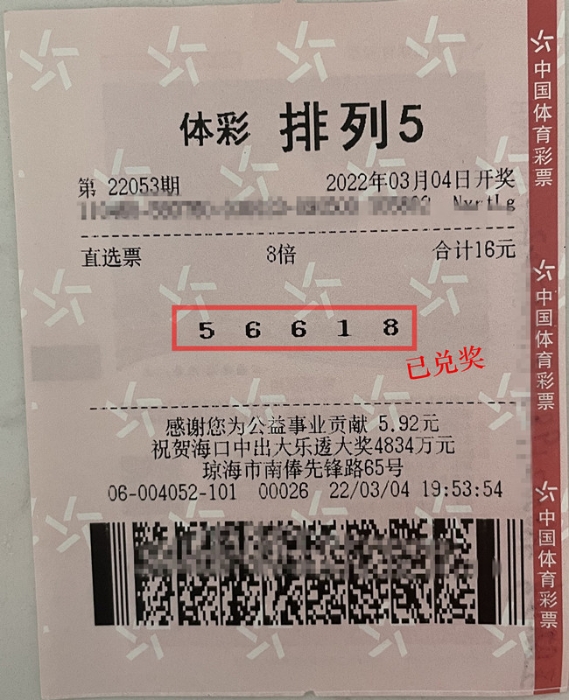 体彩 排列5
第 22053期 2022年03月04日开奖
直选票 8倍 合计16元
5 6 6 1 8
已兑奖
感谢您为公益事业贡献 5.92元
祝贺海口中出大乐透大奖4834万元
琼海市南俸先锋路65号
06-004052-101 00026 22/03/04 19:53:54
中国体育彩票
中国体育彩票
中国体育彩票